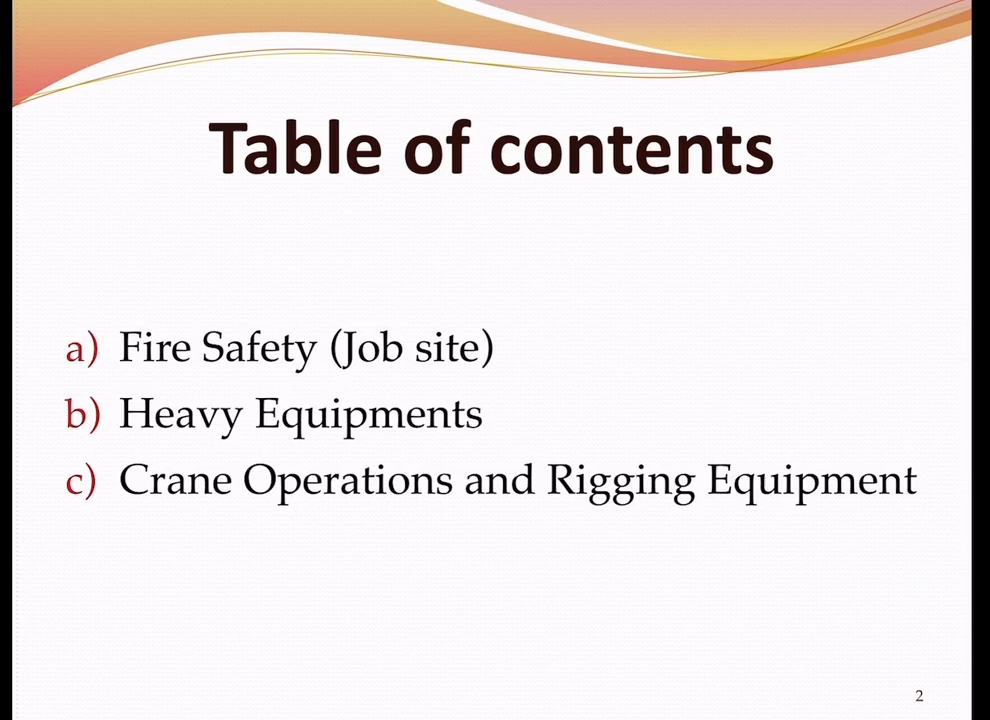 Table of contents
a) Fire Safety (Job site)
b) Heavy Equipments
c) Crane Operations and Rigging Equipment
2